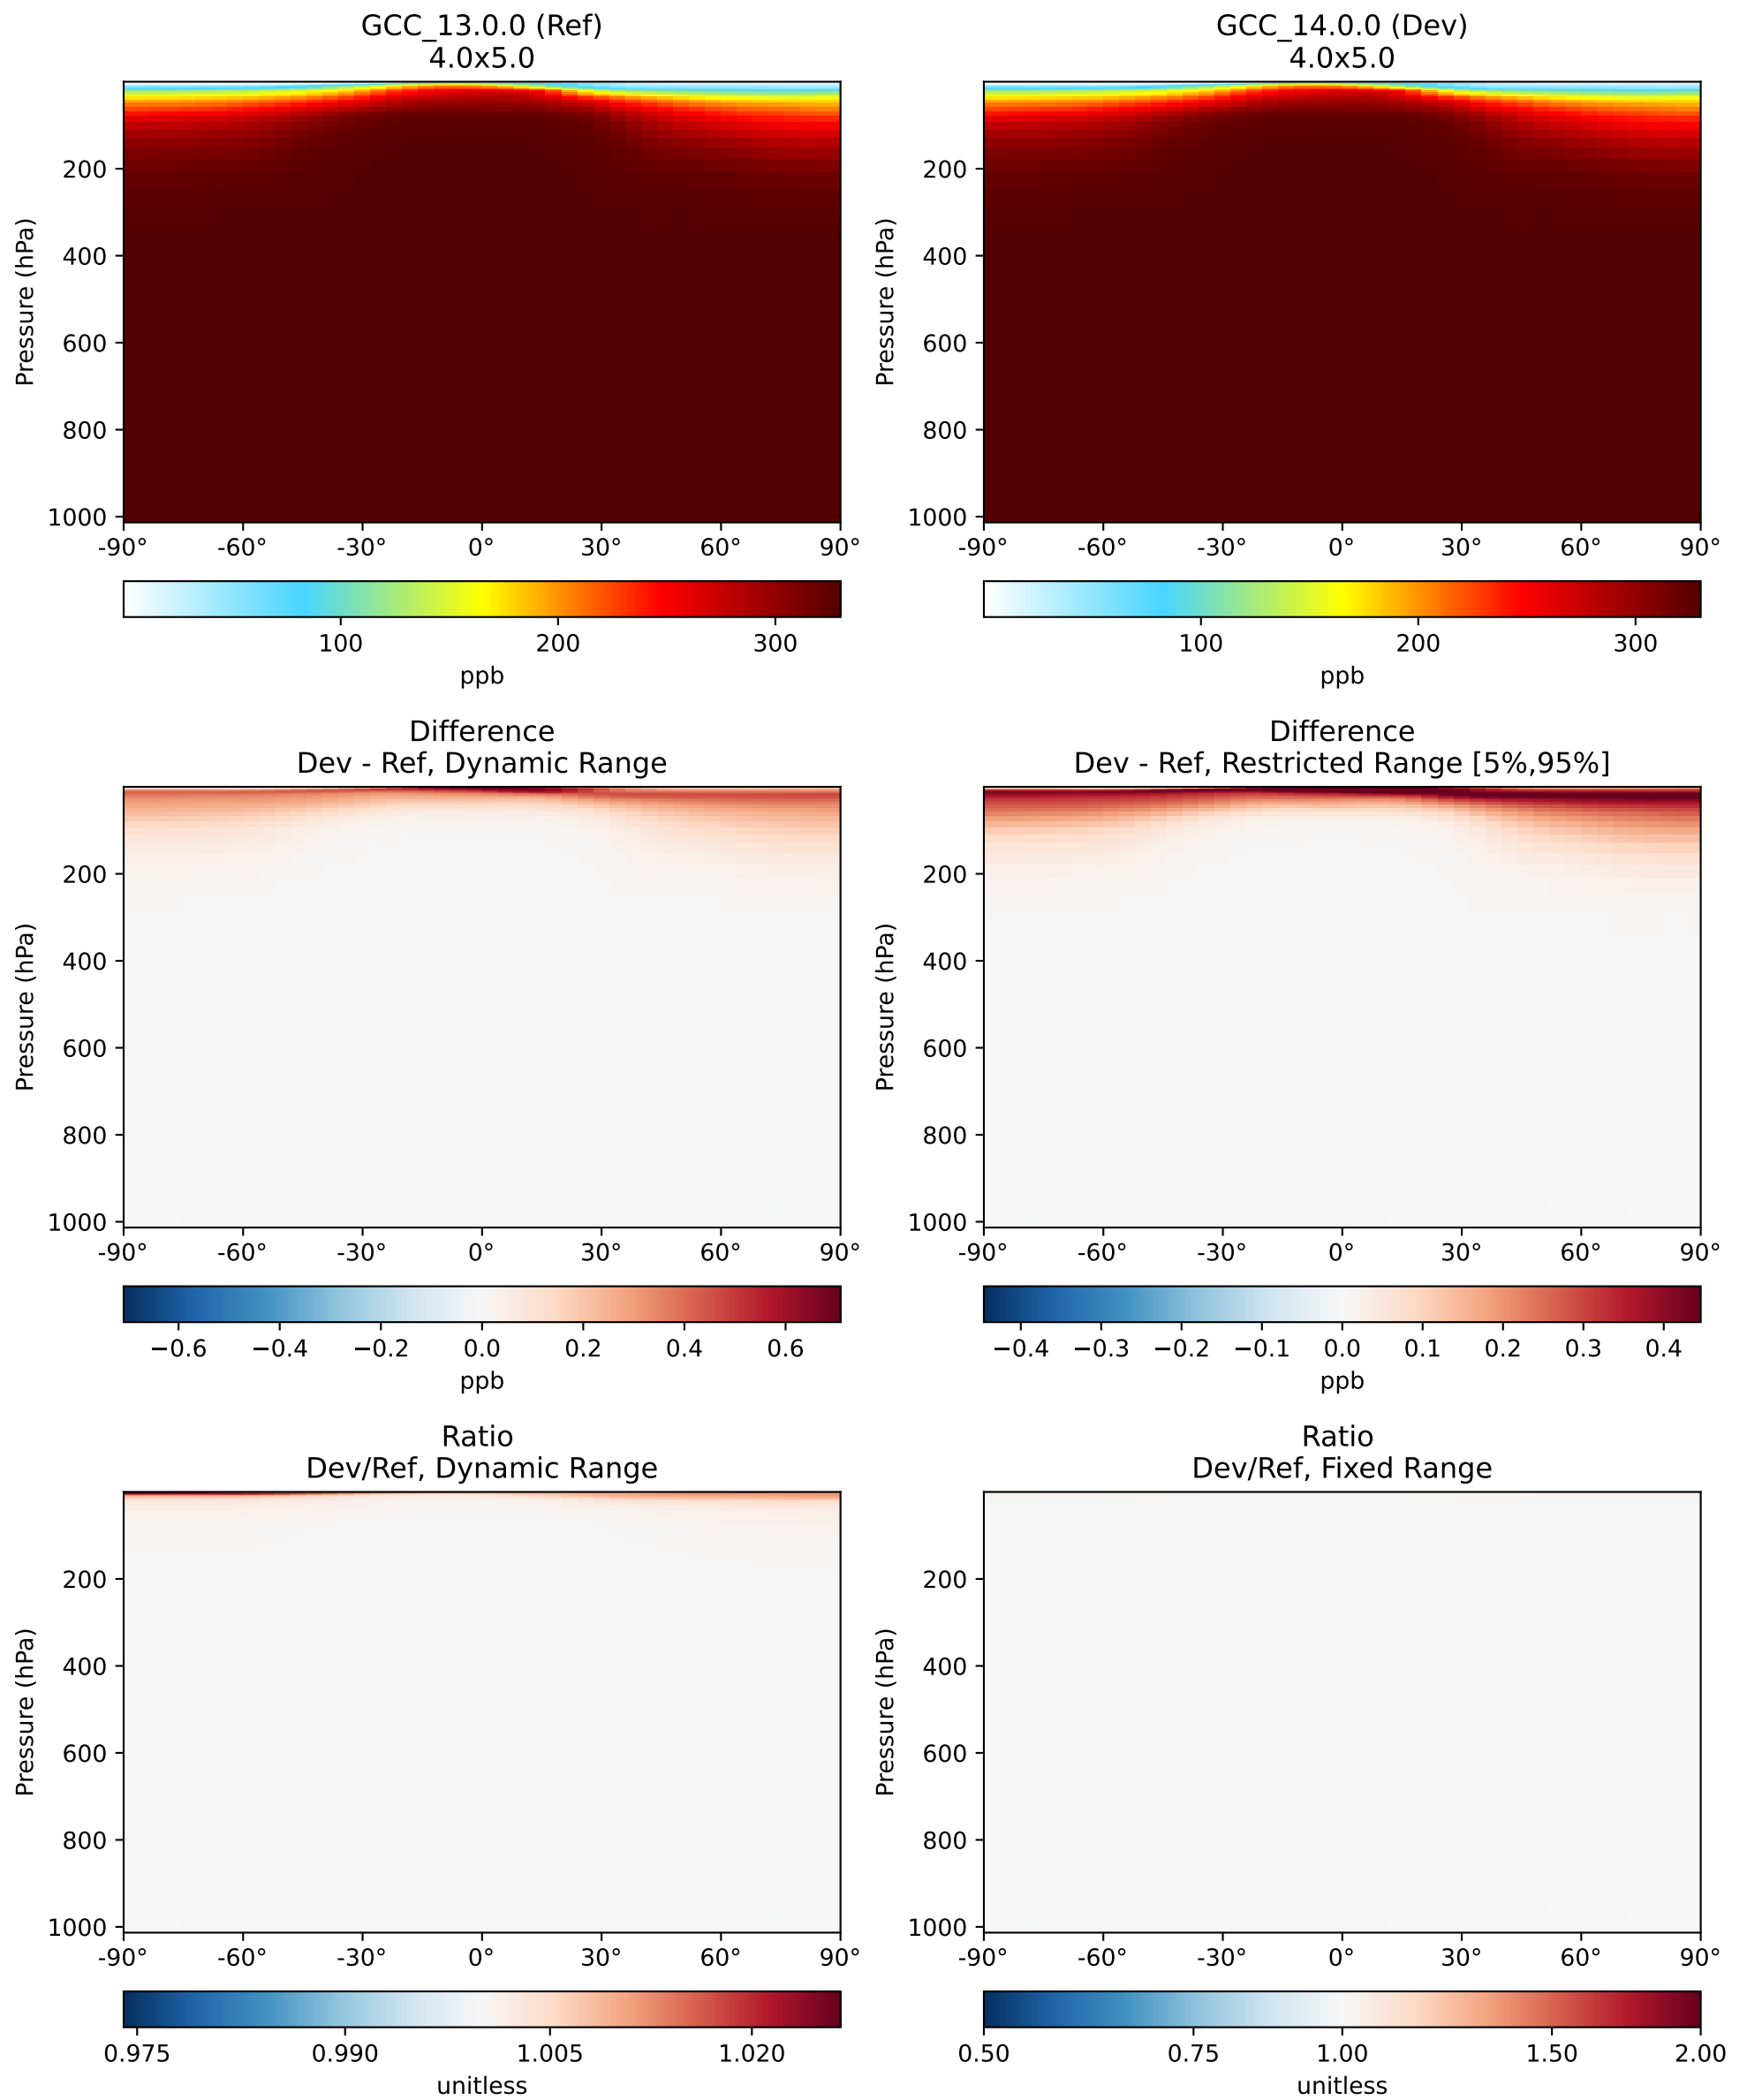 GCC_13.0.0 (Ref)
4.0x5.0
Pressure (hPa)
200
400
600
800
1000
-90° -60° -30° 0° 30° 60° 90°
100 200 300
ppb
GCC_14.0.0 (Dev)
4.0x5.0
Pressure (hPa)
200
400
600
800
1000
-90° -60° -30° 0° 30° 60° 90°
100 200 300
ppb
Difference
Dev - Ref, Dynamic Range
Pressure (hPa)
200
400
600
800
1000
-90° -60° -30° 0° 30° 60° 90°
−0.6 −0.4 −0.2 0.0 0.2 0.4 0.6
ppb
Difference
Dev - Ref, Restricted Range [5%,95%]
Pressure (hPa)
200
400
600
800
1000
-90° -60° -30° 0° 30° 60° 90°
−0.4 −0.3 −0.2 −0.1 0.0 0.1 0.2 0.3 0.4
ppb
Ratio
Dev/Ref, Dynamic Range
Pressure (hPa)
200
400
600
800
1000
-90° -60° -30° 0° 30° 60° 90°
0.975 0.990 1.005 1.020
unitless
Ratio
Dev/Ref, Fixed Range
Pressure (hPa)
200
400
600
800
1000
-90° -60° -30° 0° 30° 60° 90°
0.50 0.75 1.00 1.50 2.00
unitless